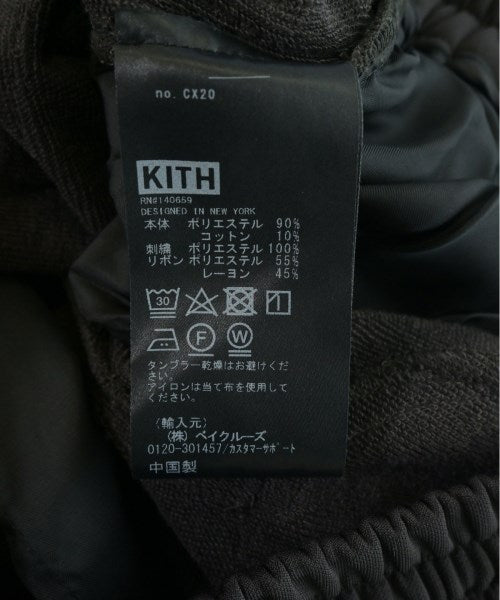 no. CX20
KITH
RN#140659
DESIGNED IN NEW YORK
本体 ポリエステル 90%
コットン 10%
刺繍 ポリエステル 100%
リボン ポリエステル 55%
レーヨン 45%
30
F W
タンブラー乾燥はお避けくだ
さい。
アイロンは当て布を使用して
ください。
(輸入元)
(株) ベイクルーズ
0120-301457/カスタマーサポート
中国製